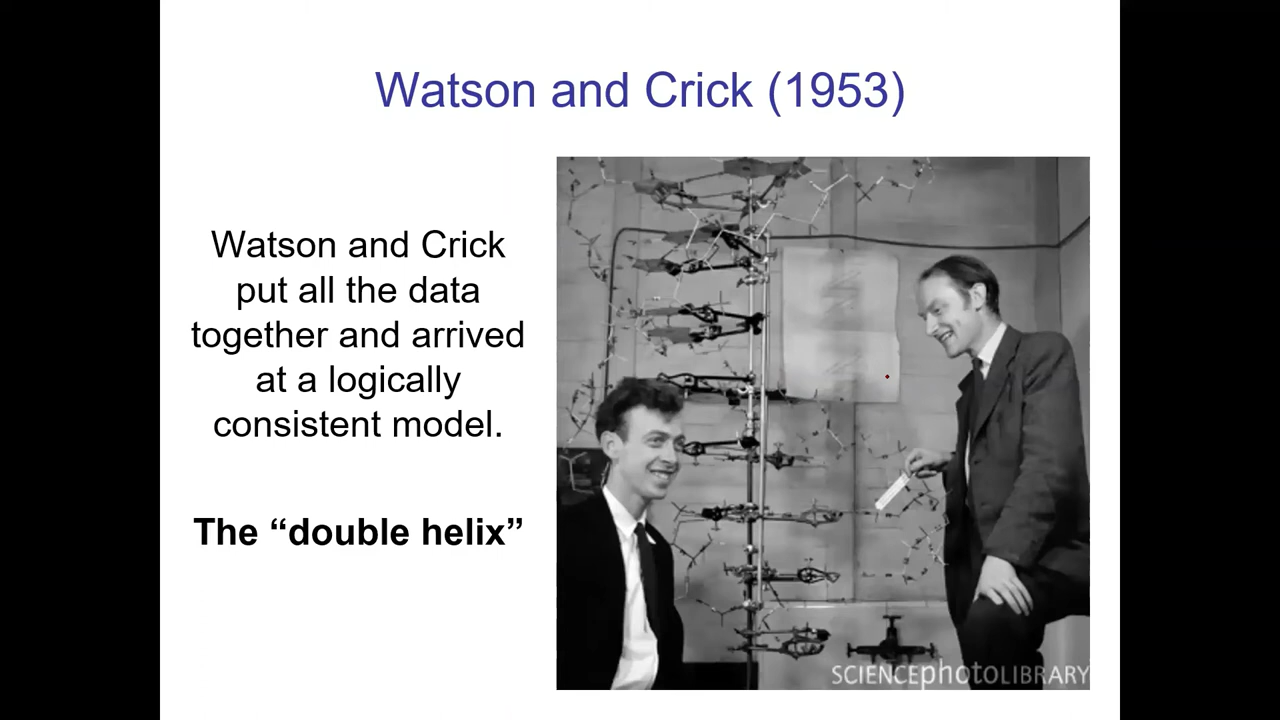 Watson and Crick (1953)
Watson and Crick
put all the data
together and arrived
at a logically
consistent model.
The “double helix”
SCIENCEphotoLIBRARY